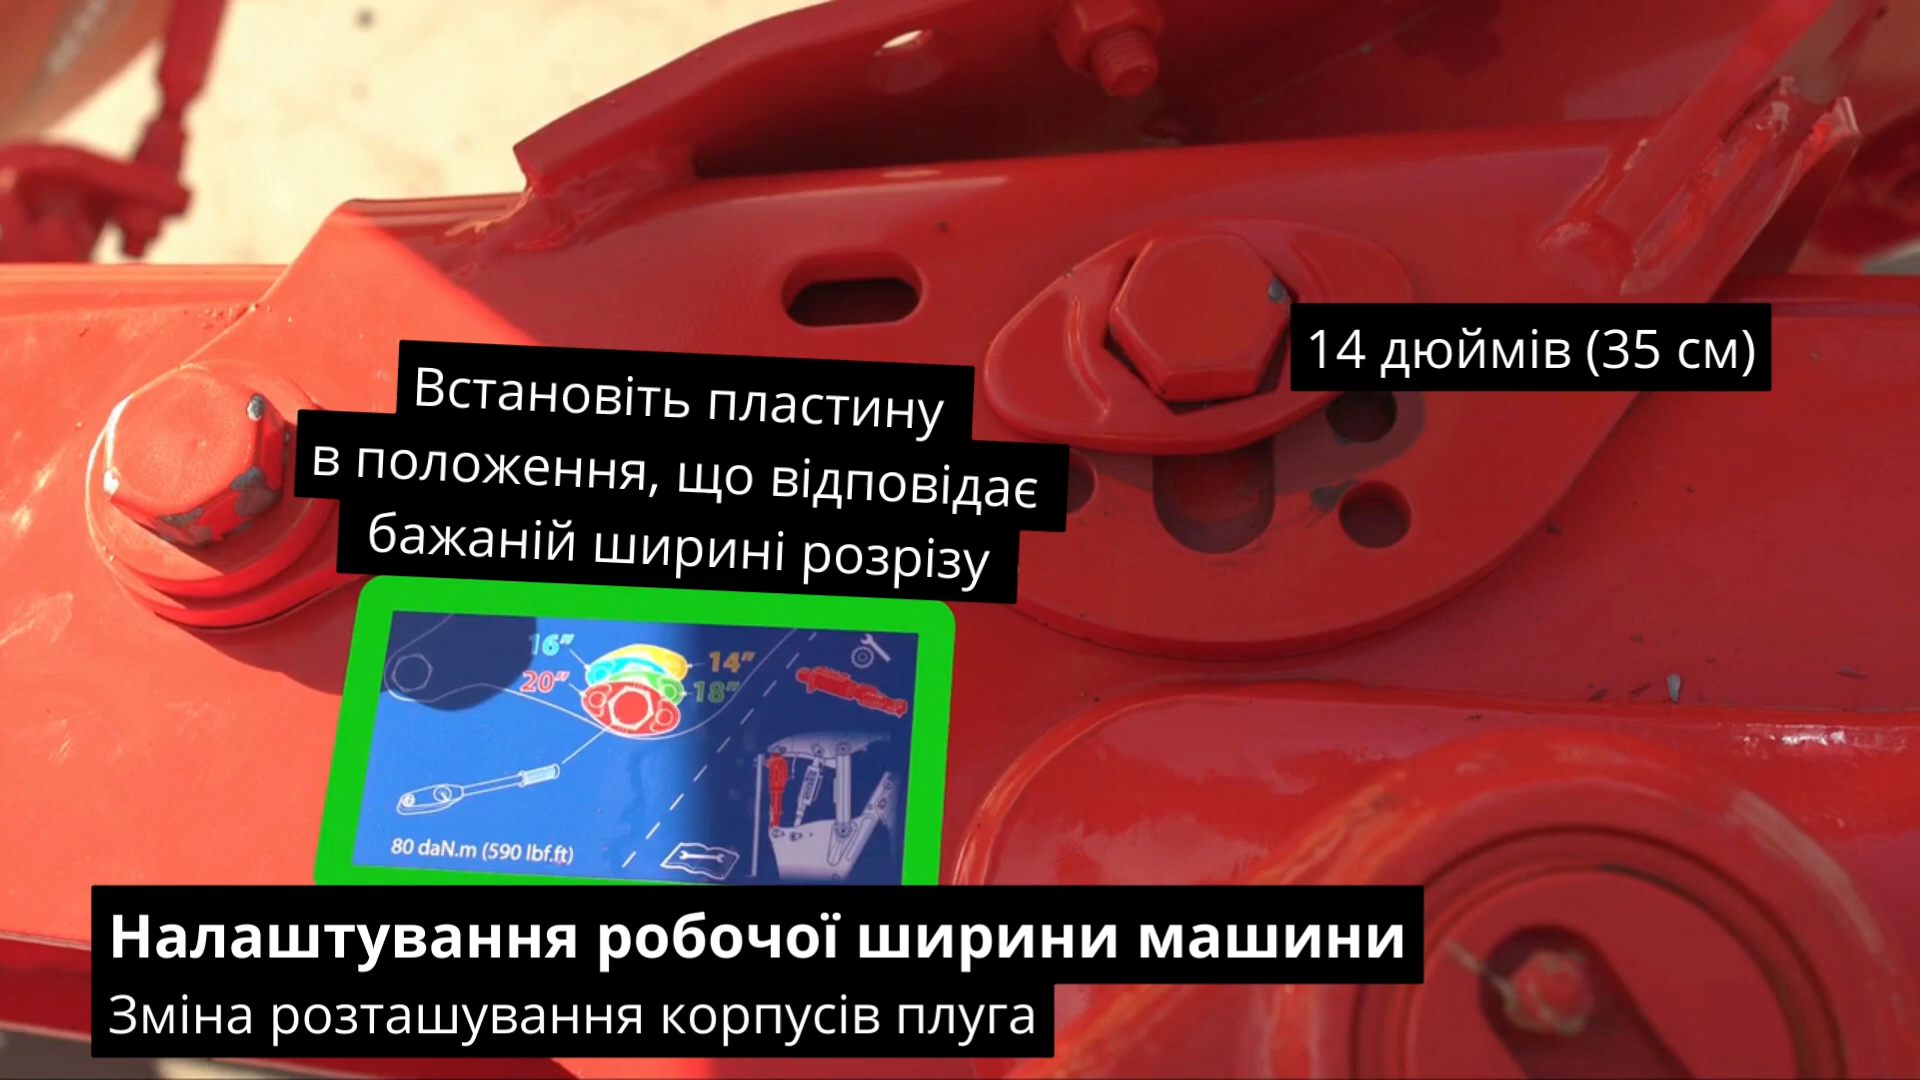 14 дюймів (35 см)
Встановіть пластину
в положення, що відповідає
бажаній ширині розрізу
16”
14”
20”
18”
80 daN.m (590 lbf.ft)
Налаштування робочої ширини машини
Зміна розташування корпусів плуга